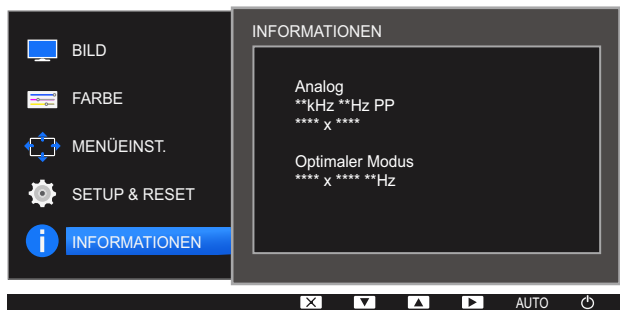 BILD
FARBE
MENÜEINST.
SETUP & RESET
INFORMATIONEN
INFORMATIONEN
Analog
**kHz **Hz PP
**** x ****
Optimaler Modus
**** x **** **Hz
AUTO